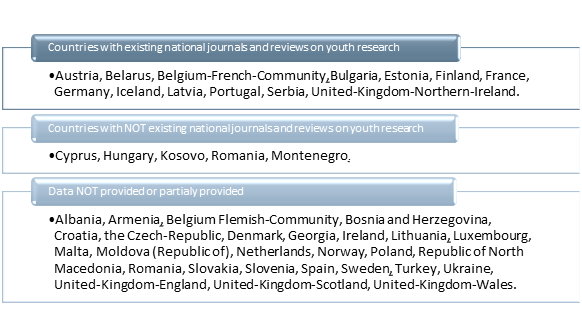 Countries with existing national journals and reviews on youth research
•Austria, Belarus, Belgium-French-Community,Bulgaria, Estonia, Finland, France,
Germany, Iceland, Latvia, Portugal, Serbia, United-Kingdom-Northern-Ireland.
Countries with NOT existing national journals and reviews on youth research
•Cyprus, Hungary, Kosovo, Romania, Montenegro.
Data NOT provided or partialy provided
•Albania, Armenia, Belgium Flemish-Community, Bosnia and Herzegovina,
Croatia, the Czech-Republic, Denmark, Georgia, Ireland, Lithuania, Luxembourg,
Malta, Moldova (Republic of), Netherlands, Norway, Poland, Republic of North
Macedonia, Romania, Slovakia, Slovenia, Spain, Sweden, Turkey, Ukraine,
United-Kingdom-England, United-Kingdom-Scotland, United-Kingdom-Wales.